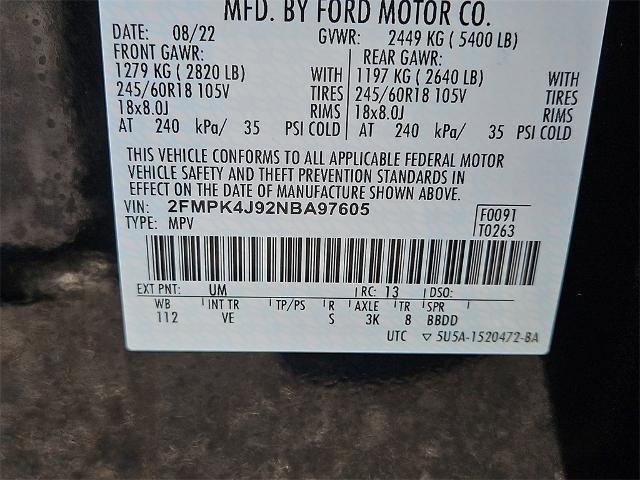 MFD. BY FORD MOTOR CO.
DATE: 08/22 GVWR: 2449 KG ( 5400 LB)
FRONT GAWR: REAR GAWR:
1279 KG ( 2820 LB) WITH 1197 KG ( 2640 LB) WITH
245/60R18 105V TIRES 245/60R18 105V TIRES
18x8.0J RIMS 18x8.0J RIMS
AT 240 kPa/ 35 PSI COLD AT 240 kPa/ 35 PSI COLD
THIS VEHICLE CONFORMS TO ALL APPLICABLE FEDERAL MOTOR
VEHICLE SAFETY AND THEFT PREVENTION STANDARDS IN
EFFECT ON THE DATE OF MANUFACTURE SHOWN ABOVE.
VIN: 2FMPK4J92NBA97605 F0091
TYPE: MPV T0263
EXT PNT: UM RC: 13 DSO:
WB INT TR TP/PS R AXLE TR SPR
112 VE S 3K 8 BBDD
UTC ▽ 5U5A-1520472-BA